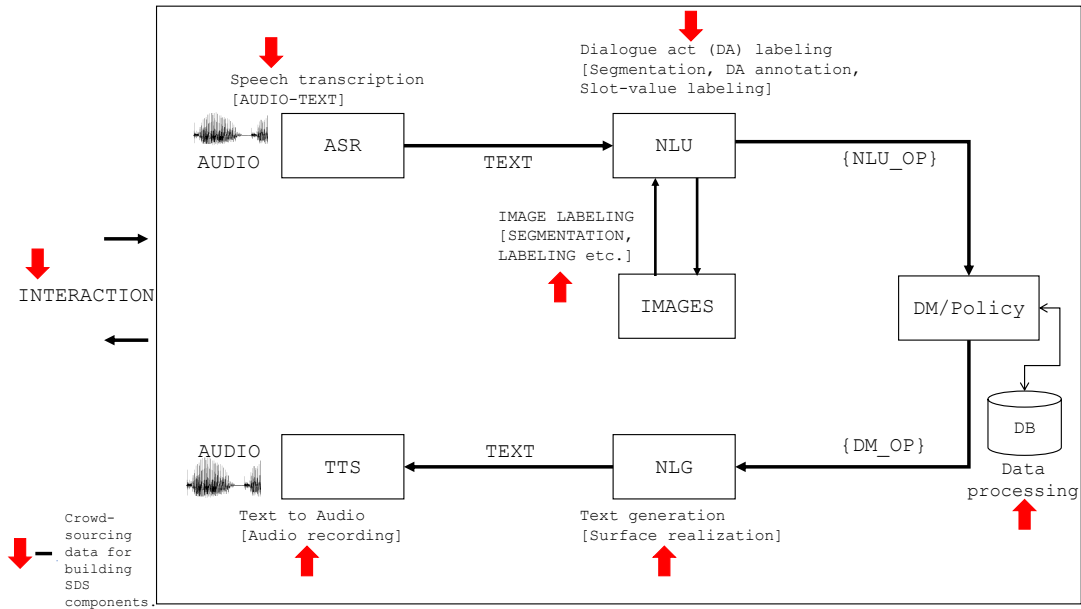 Dialogue act (DA) labeling
[Segmentation, DA annotation,
Slot-value labeling]
Speech transcription
[AUDIO-TEXT]
AUDIO
ASR
TEXT
NLU
{NLU_OP}
IMAGE LABELING
[SEGMENTATION,
LABELING etc.]
INTERACTION
IMAGES
DM/Policy
DB
Data
processing
AUDIO
TTS
TEXT
NLG
{DM_OP}
Text to Audio
[Audio recording]
Text generation
[Surface realization]
Crowd-
sourcing
data for
building
SDS
components.